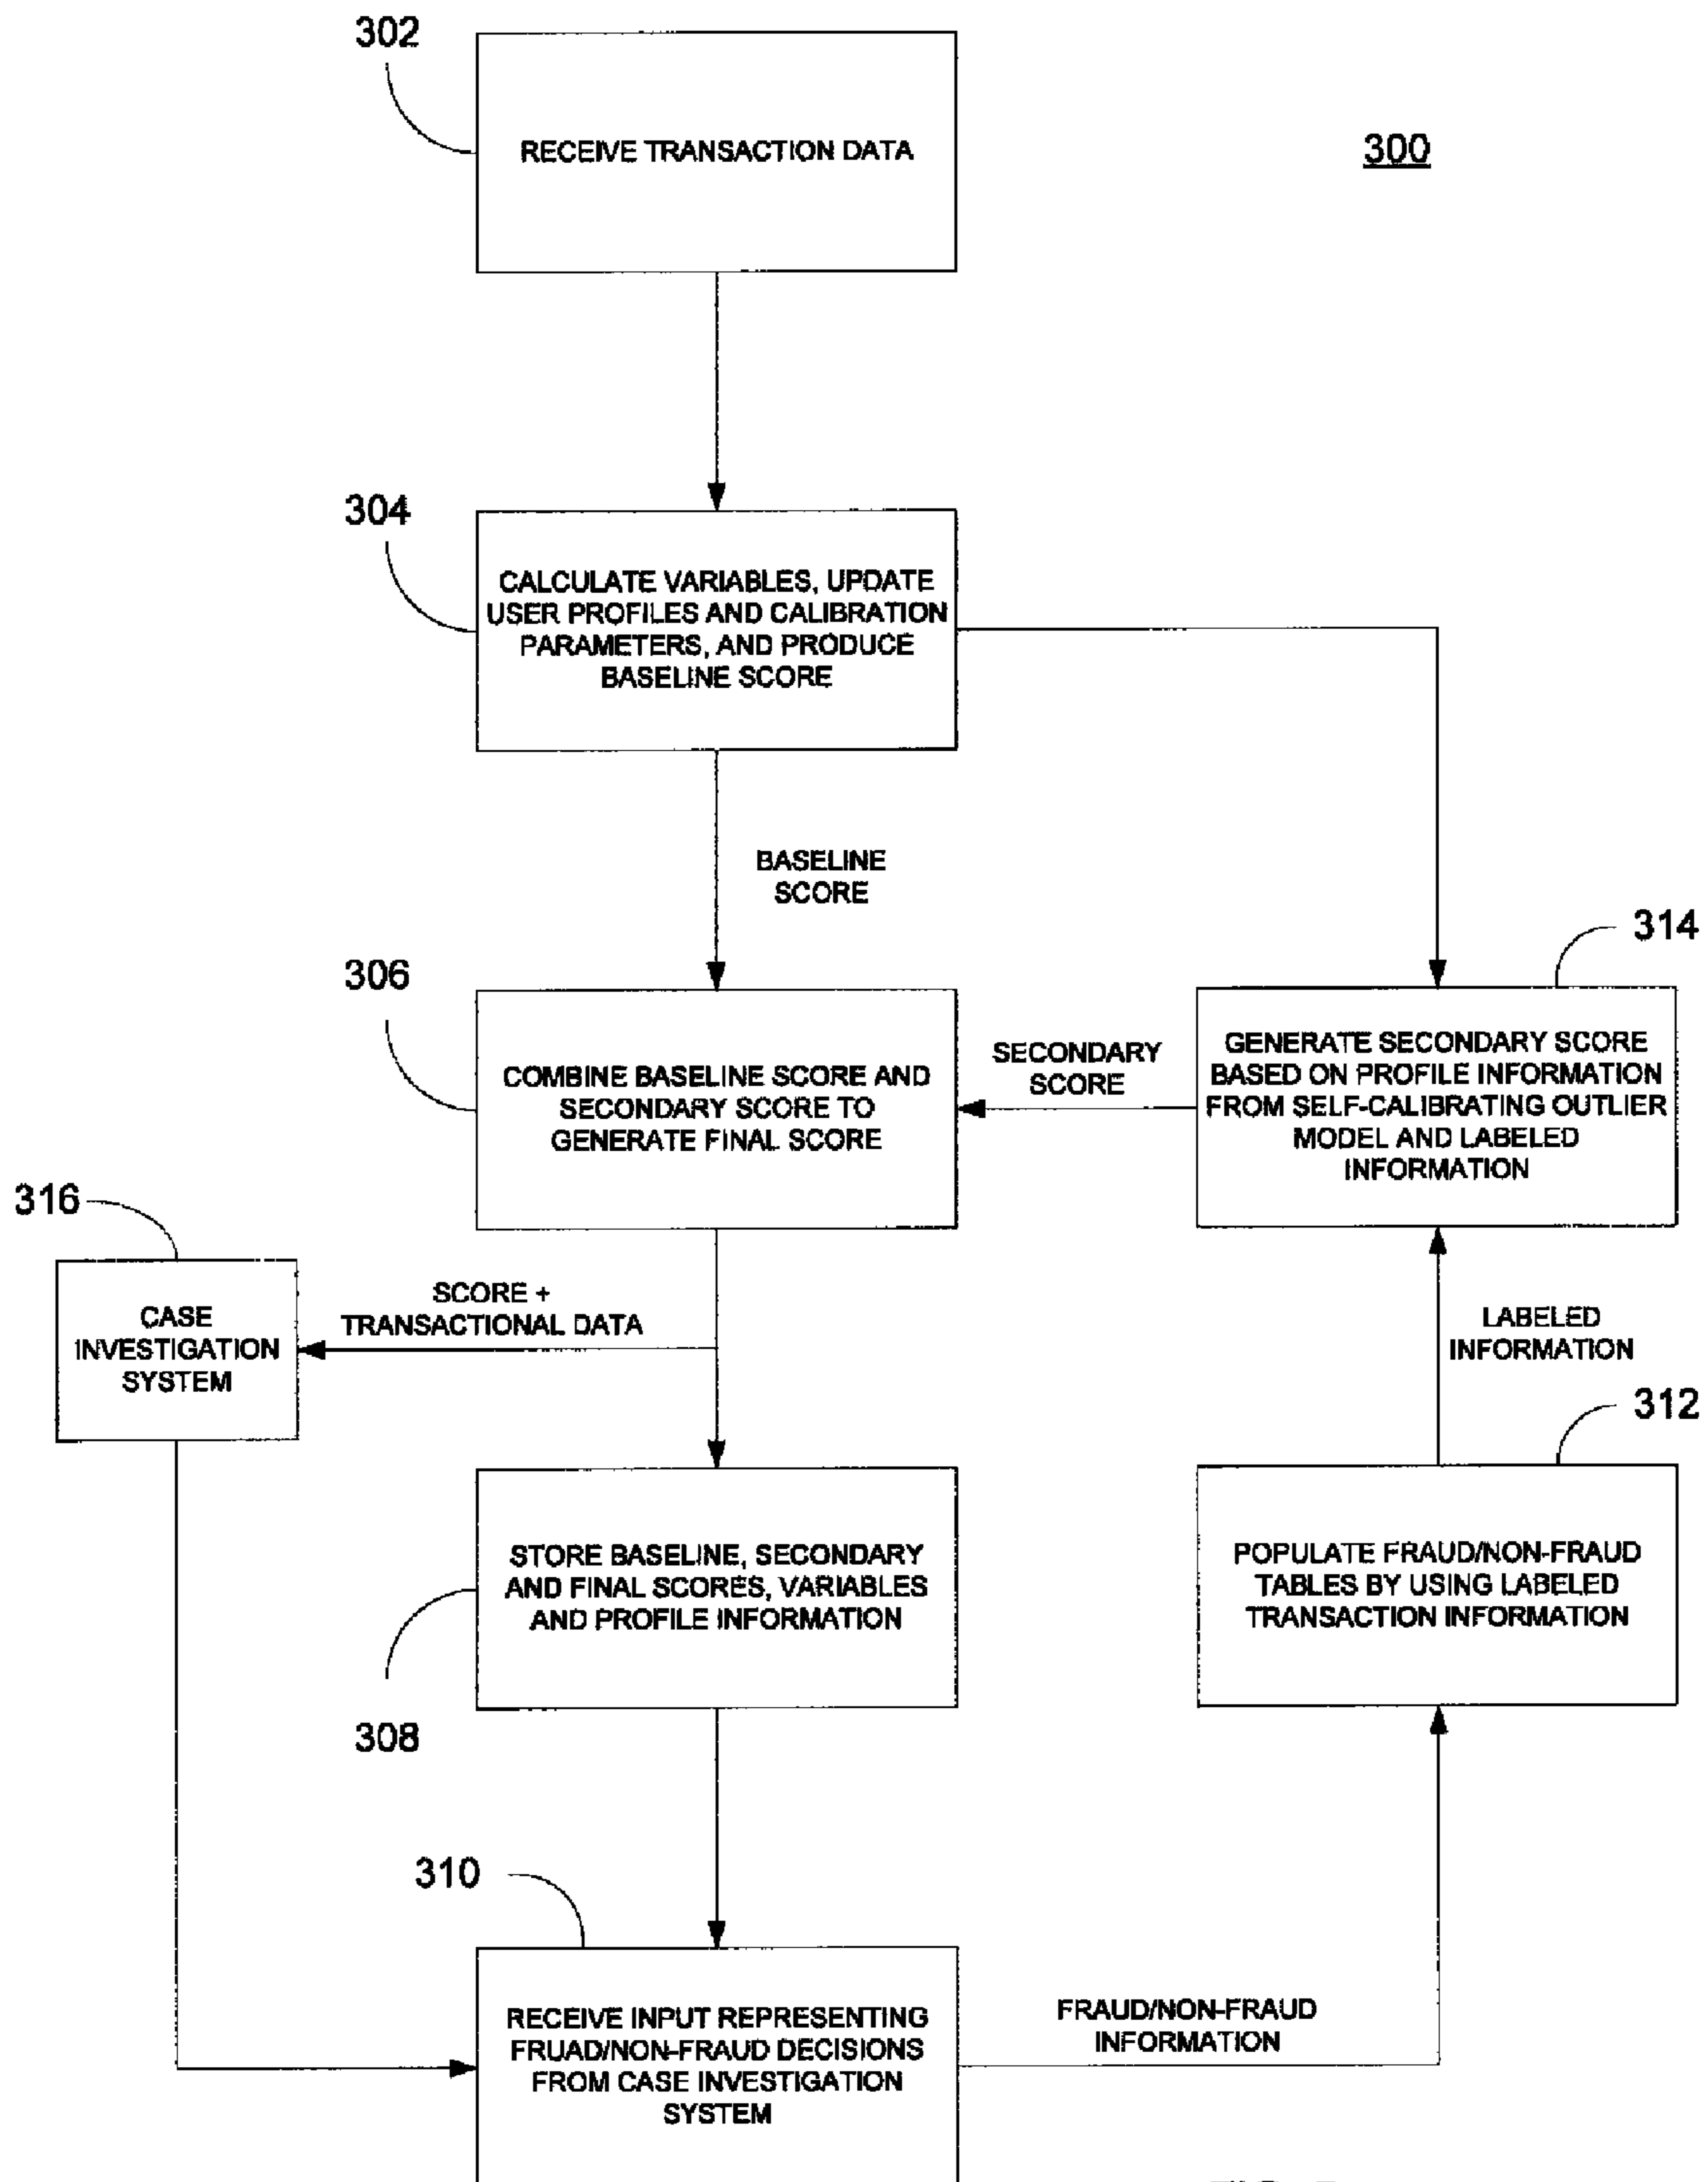 302
RECEIVE TRANSACTION DATA
300
304
CALCULATE VARIABLES, UPDATE
USER PROFILES AND CALIBRATION
PARAMETERS, AND PRODUCE
BASELINE SCORE
BASELINE
SCORE
314
306
COMBINE BASELINE SCORE AND
SECONDARY SCORE TO
GENERATE FINAL SCORE
SECONDARY
SCORE
GENERATE SECONDARY SCORE
BASED ON PROFILE INFORMATION
FROM SELF-CALIBRATING OUTLIER
MODEL AND LABELED
INFORMATION
316
CASE
INVESTIGATION
SYSTEM
SCORE +
TRANSACTIONAL DATA
LABELED
INFORMATION
312
STORE BASELINE, SECONDARY
AND FINAL SCORES, VARIABLES
AND PROFILE INFORMATION
308
POPULATE FRAUD/NON-FRAUD
TABLES BY USING LABELED
TRANSACTION INFORMATION
310
RECEIVE INPUT REPRESENTING
FRUAD/NON-FRAUD DECISIONS
FROM CASE INVESTIGATION
SYSTEM
FRAUD/NON-FRAUD
INFORMATION